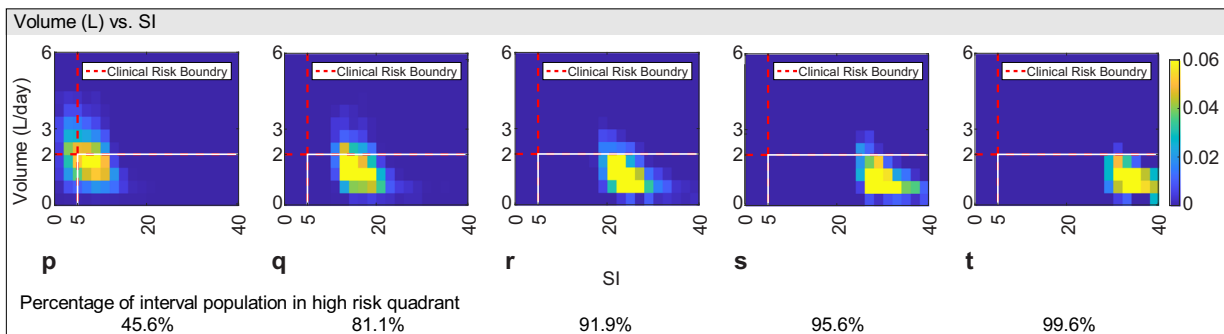 Volume (L) vs. SI
Volume (L/day)
6
3
2
0
0
5
20
40
Clinical Risk Boundry
p
6
3
2
0
0
5
20
40
Clinical Risk Boundry
q
6
3
2
0
0
5
20
40
Clinical Risk Boundry
r
6
3
2
0
0
5
20
40
Clinical Risk Boundry
s
6
3
2
0
0
5
20
40
Clinical Risk Boundry
t
0.06
0.04
0.02
0
SI
Percentage of interval population in high risk quadrant
45.6% 81.1% 91.9% 95.6% 99.6%